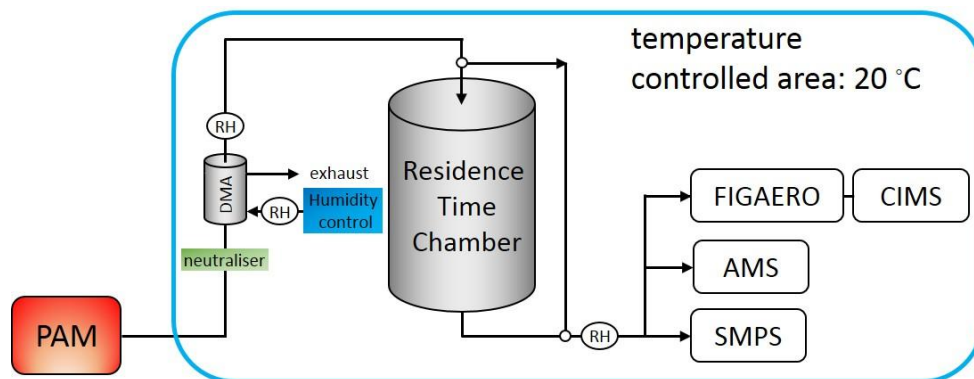 temperature
controlled area: 20 °C
RH
DMA
exhaust
RH
Humidity
control
neutraliser
PAM
Residence
Time
Chamber
RH
FIGAERO
CIMS
AMS
SMPS